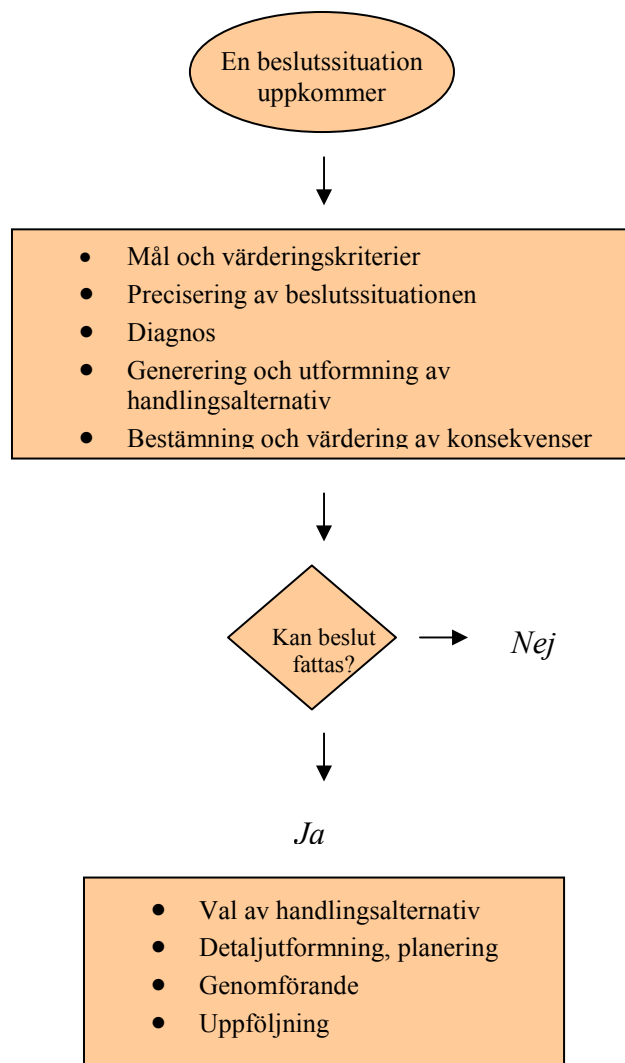 En beslutssituation
uppkommer
• Mål och värderingskriterier
• Precisering av beslutssituationen
• Diagnos
• Generering och utformning av
handlingsalternativ
• Bestämning och värdering av konsekvenser
Kan beslut
fattas?
Nej
Ja
• Val av handlingsalternativ
• Detaljutformning, planering
• Genomförande
• Uppföljning